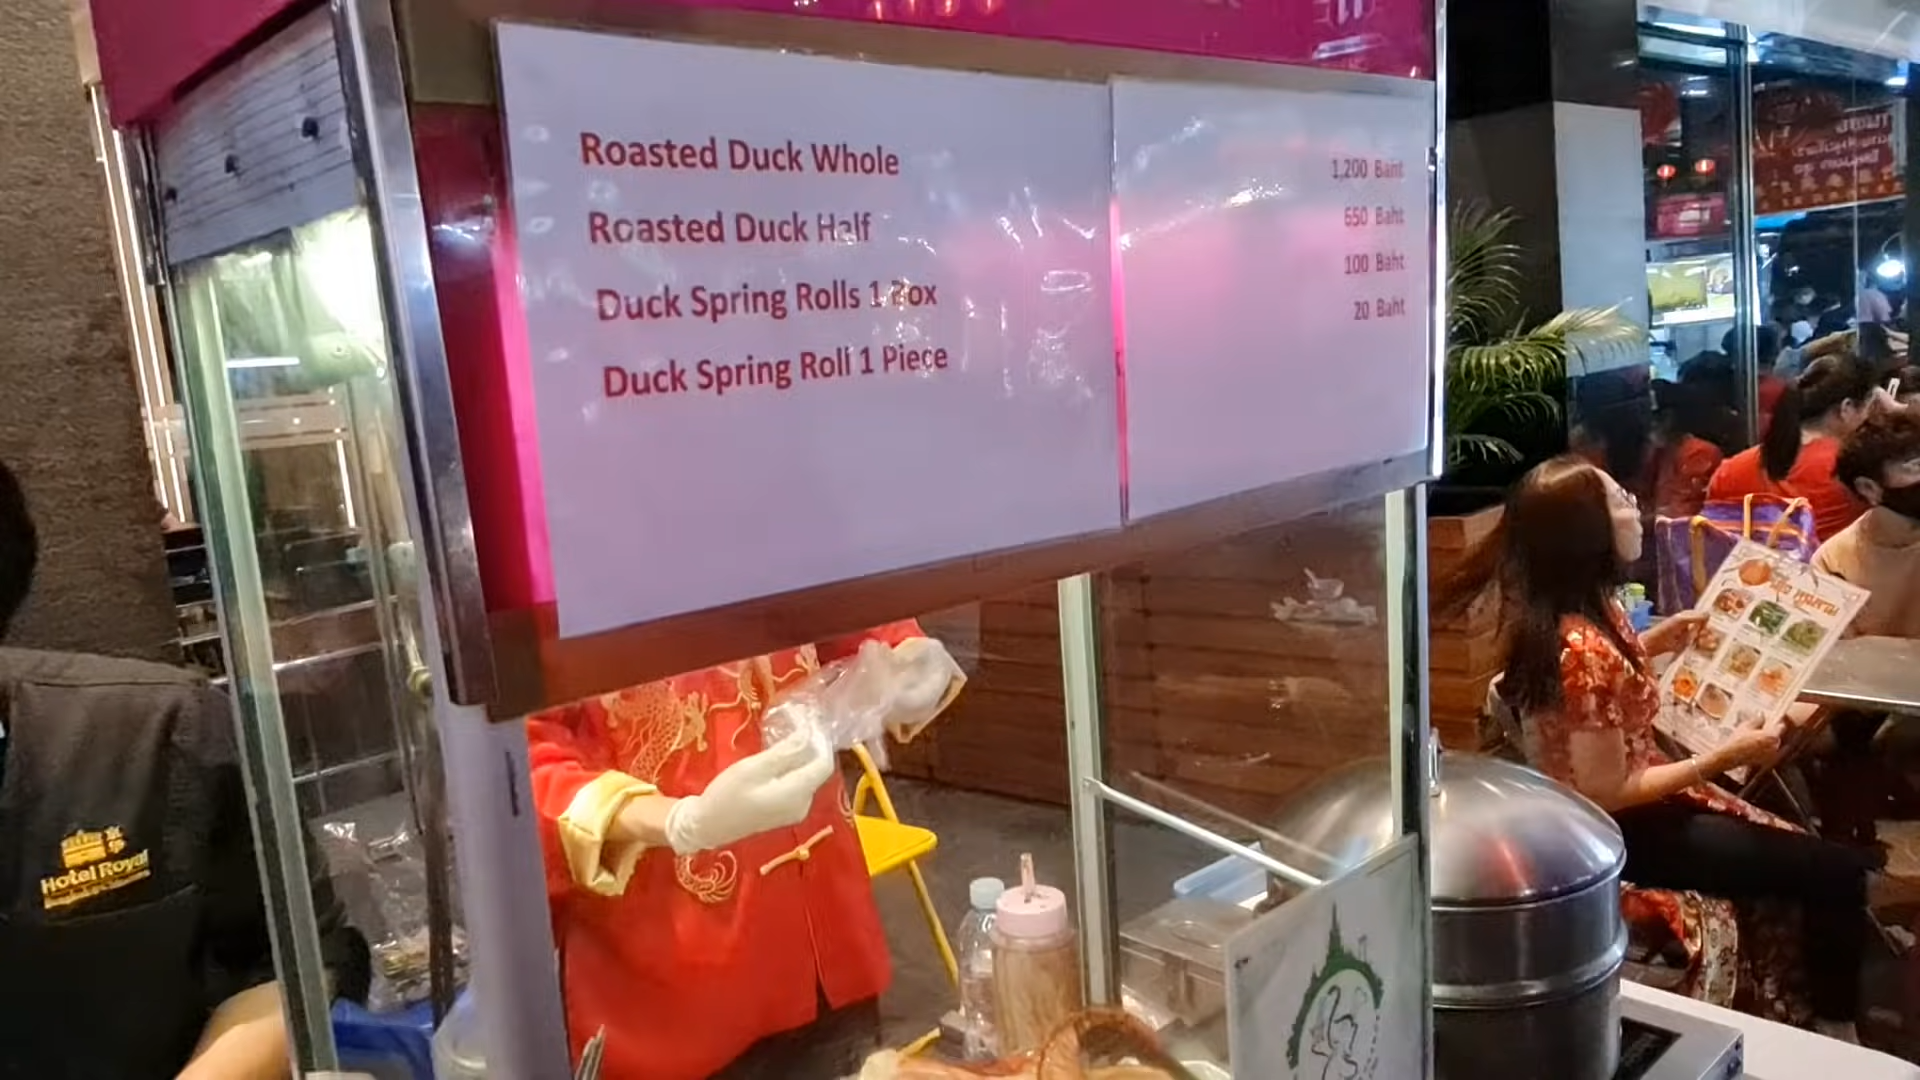 Roasted Duck Whole
1,200 Baht
Roasted Duck Half
650 Baht
Duck Spring Rolls 1 Box
100 Baht
Duck Spring Roll 1 Piece
20 Baht
Hotel Royal